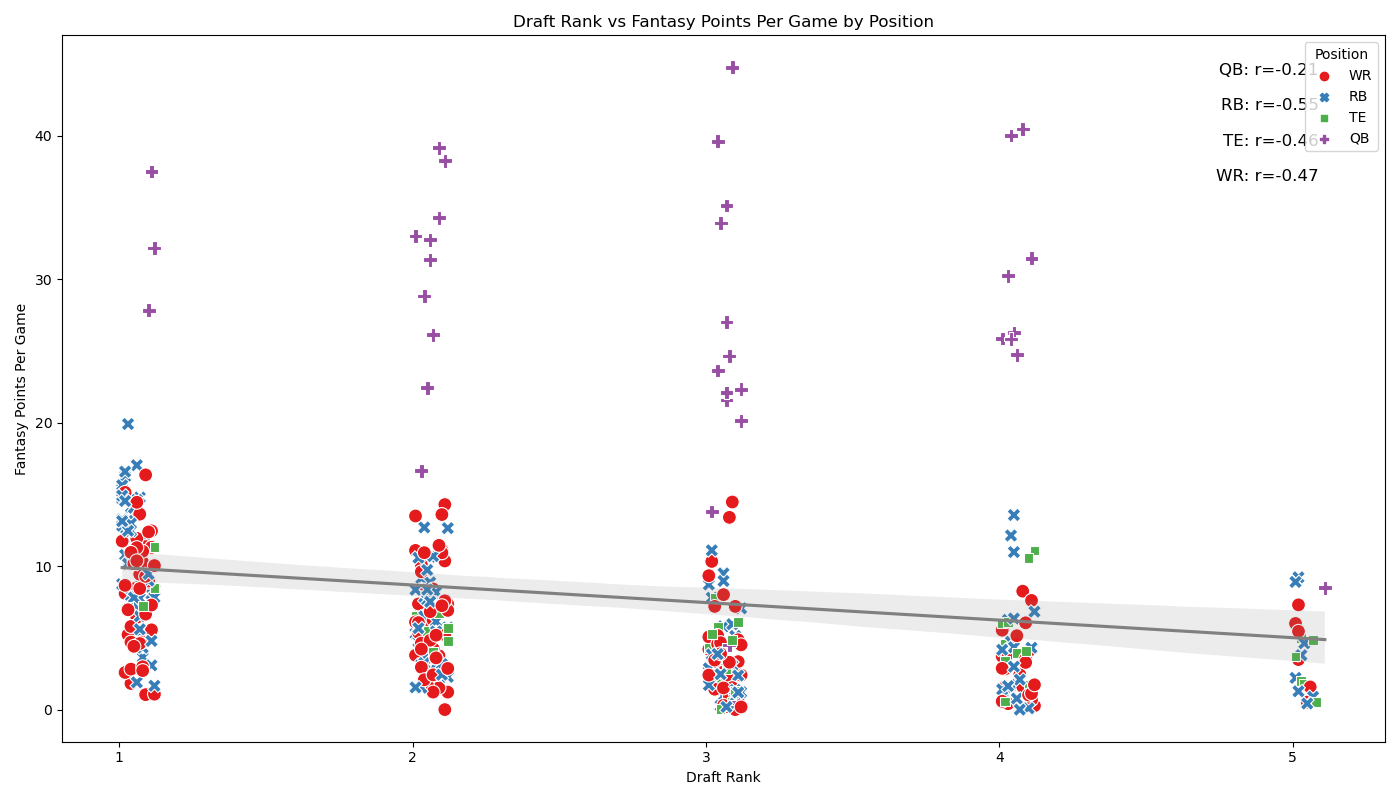 Draft Rank vs Fantasy Points Per Game by Position
QB: r=-0.21
RB: r=-0.55
TE: r=-0.46
WR: r=-0.47
Position
WR
RB
TE
QB
Fantasy Points Per Game
40
30
20
10
0
1
2
3
4
5
Draft Rank